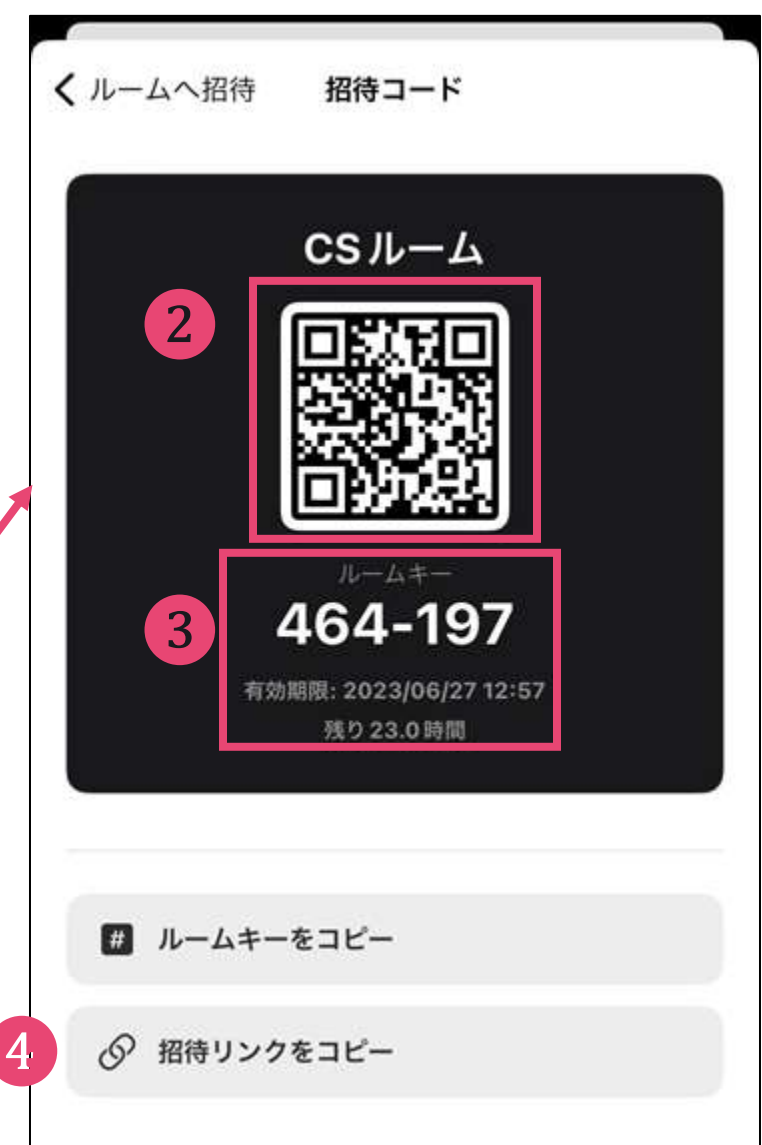 ルームへ招待 招待コード
CSルーム
2
ルームキー
3
464-197
有効期限: 2023/06/27 12:57
残り 23.0 時間
# ルームキーをコピー
4 招待リンクをコピー